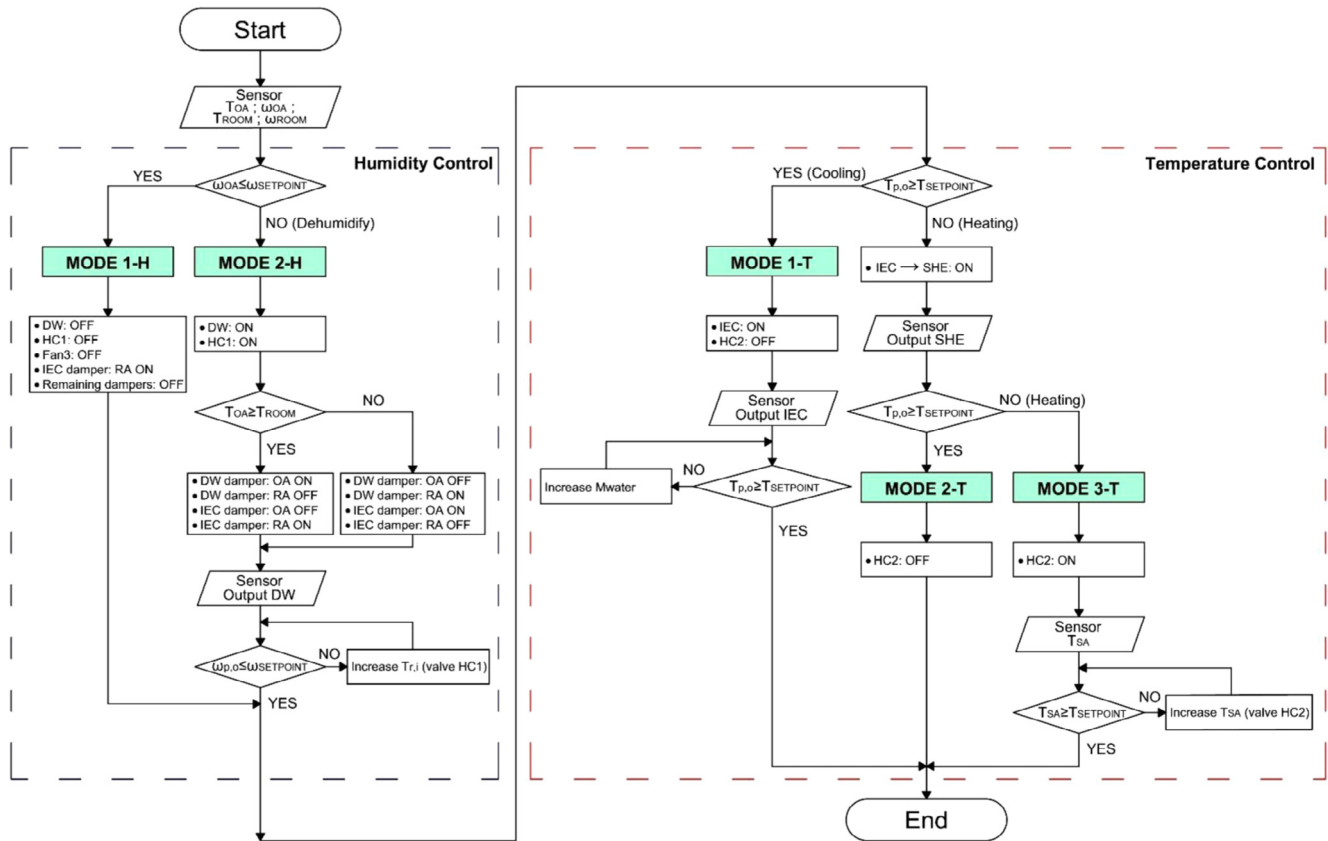 Start
Sensor
TOA ; ωOA ;
TROOM ; ωROOM
Humidity Control
YES
ωOA≤ωSETPOINT
NO (Dehumidify)
MODE 1-H
MODE 2-H
• DW: OFF
• HC1: OFF
• Fan3: OFF
• IEC damper: RA ON
• Remaining dampers: OFF
• DW: ON
• HC1: ON
TOA≥TROOM
NO
YES
• DW damper: OA ON
• DW damper: RA OFF
• IEC damper: OA OFF
• IEC damper: RA ON
• DW damper: OA OFF
• DW damper: RA ON
• IEC damper: OA ON
• IEC damper: RA OFF
Sensor
Output DW
ωp,o≤ωSETPOINT
NO
Increase Tr,i (valve HC1)
YES
Temperature Control
YES (Cooling)
Tp,o≥TSETPOINT
NO (Heating)
MODE 1-T
• IEC → SHE: ON
• IEC: ON
• HC2: OFF
Sensor
Output SHE
Sensor
Output IEC
Tp,o≥TSETPOINT
NO (Heating)
YES
Increase Mwater
NO
Tp,o≥TSETPOINT
YES
MODE 2-T
MODE 3-T
• HC2: OFF
• HC2: ON
Sensor
TSA
TSA≥TSETPOINT
NO
Increase TSA (valve HC2)
YES
End